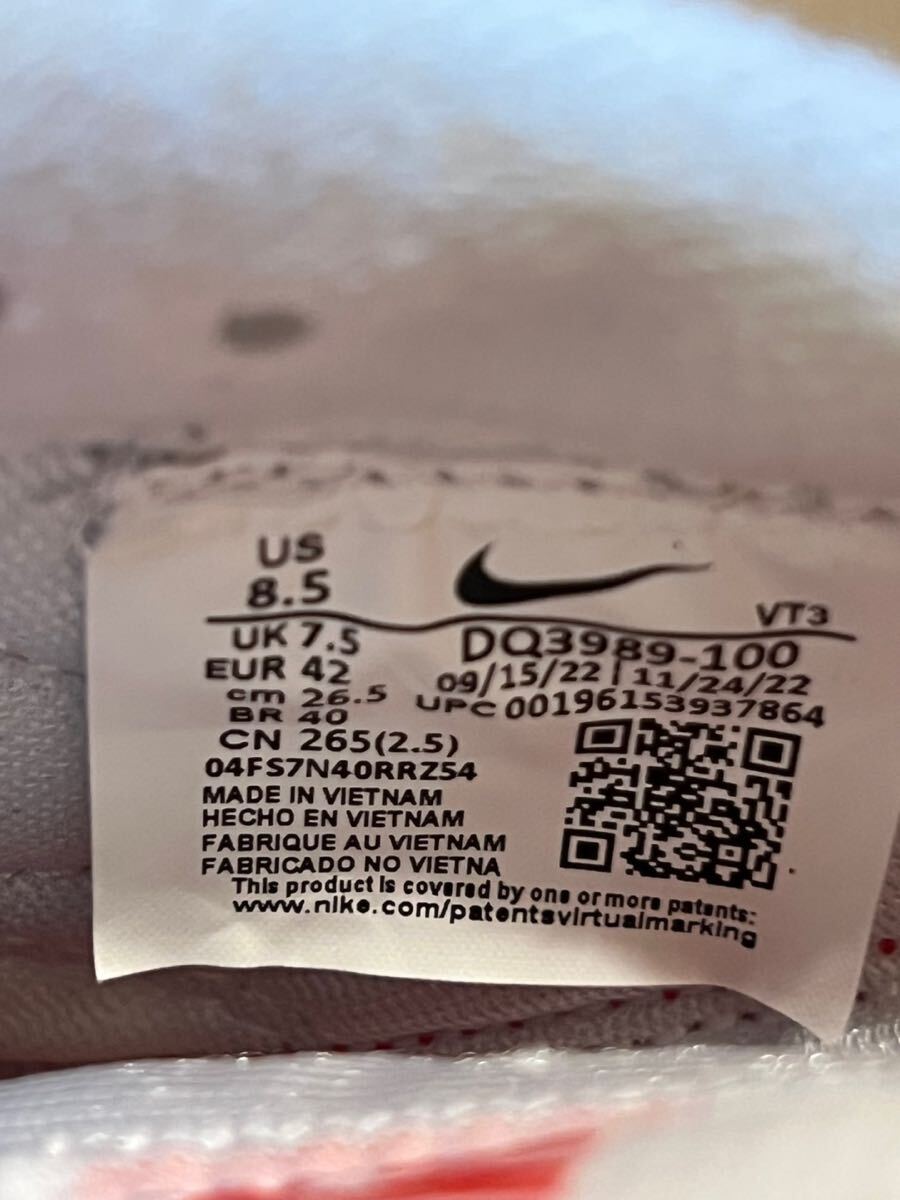 US
8.5
VT3
UK 7.5
DQ3989-100
EUR 42
09/15/22 | 11/24/22
cm 26.5
UPC 00196153937864
BR 40
CN 265(2.5)
04FS7N40RRZ54
MADE IN VIETNAM
HECHO EN VIETNAM
FABRIQUE AU VIETNAM
FABRICADO NO VIETNA
This product is covered by one or more patents:
www.nike.com/patentsvirtualmarking